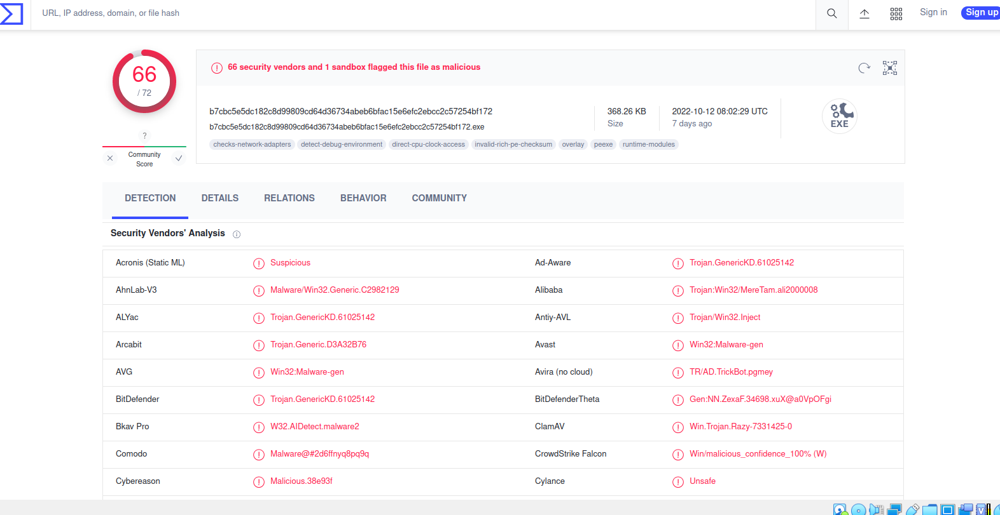 URL, IP address, domain, or file hash
Sign in
Sign up
66
/ 72
?
Community
Score
66 security vendors and 1 sandbox flagged this file as malicious
b7cbc5e5dc182c8d99809cd64d36734abeb6bfac15e6efc2ebcc2c57254bf172
b7cbc5e5dc182c8d99809cd64d36734abeb6bfac15e6efc2ebcc2c57254bf172.exe
368.26 KB
Size
2022-10-12 08:02:29 UTC
7 days ago
EXE
checks-network-adapters detect-debug-environment direct-cpu-clock-access invalid-rich-pe-checksum overlay peexe runtime-modules
DETECTION DETAILS RELATIONS BEHAVIOR COMMUNITY
Security Vendors' Analysis
Acronis (Static ML) Suspicious Ad-Aware Trojan.GenericKD.61025142
AhnLab-V3 Malware/Win32.Generic.C2982129 Alibaba Trojan:Win32/MereTam.ali2000008
ALYac Trojan.GenericKD.61025142 Antiy-AVL Trojan/Win32.Inject
Arcabit Trojan.Generic.D3A32B76 Avast Win32:Malware-gen
AVG Win32:Malware-gen Avira (no cloud) TR/AD.TrickBot.pgmey
BitDefender Trojan.GenericKD.61025142 BitDefenderTheta Gen:NN.ZexaF.34698.xuX@a0VpOFgi
Bkav Pro W32.AIDetect.malware2 ClamAV Win.Trojan.Razy-7331425-0
Comodo Malware@#2d6ffnyq8pq9q CrowdStrike Falcon Win/malicious_confidence_100% (W)
Cybereason Malicious.38e93f Cylance Unsafe